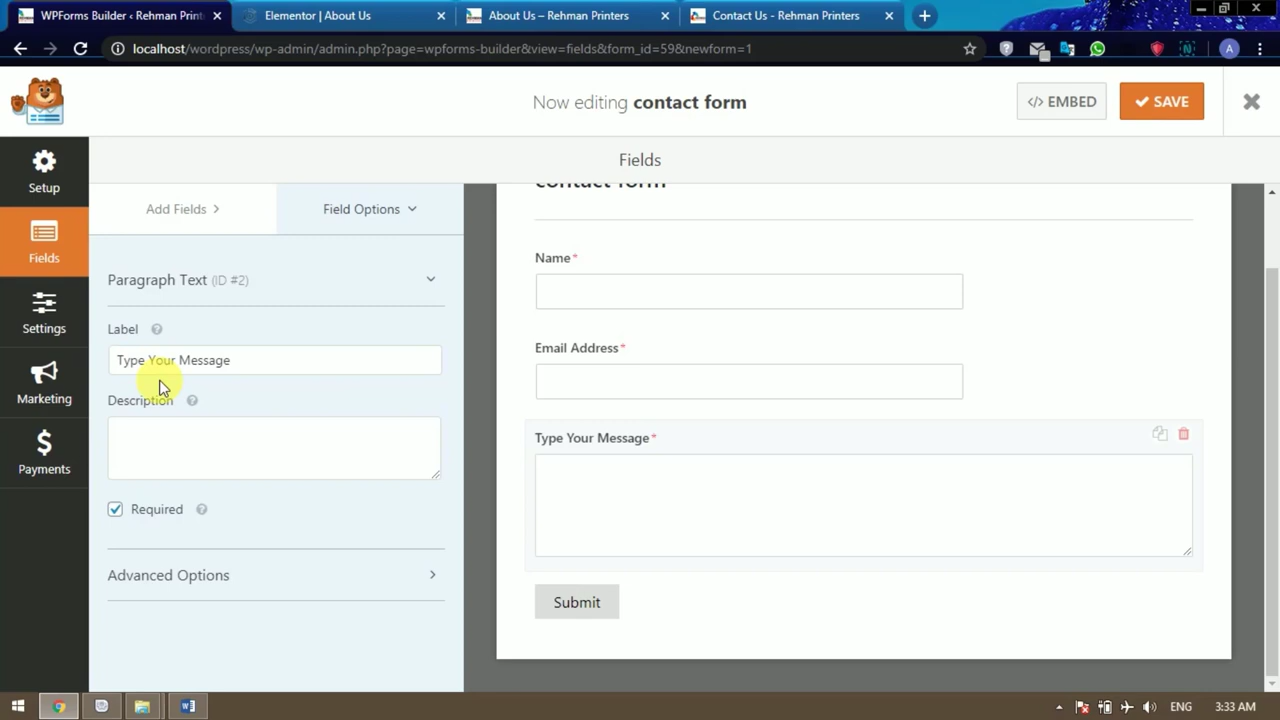 WPForms Builder ‹ Rehman Print
Elementor | About Us
About Us – Rehman Printers
Contact Us - Rehman Printers
localhost/wordpress/wp-admin/admin.php?page=wpforms-builder&view=fields&form_id=59&newform=1
A
Now editing contact form
</> EMBED
SAVE
Fields
Setup
Fields
Settings
Marketing
Payments
Add Fields
Field Options
Paragraph Text (ID #2)
Label
Type Your Message
Description
Required
Advanced Options
contact form
Name*
Email Address*
Type Your Message*
Submit
ENG
3:33 AM